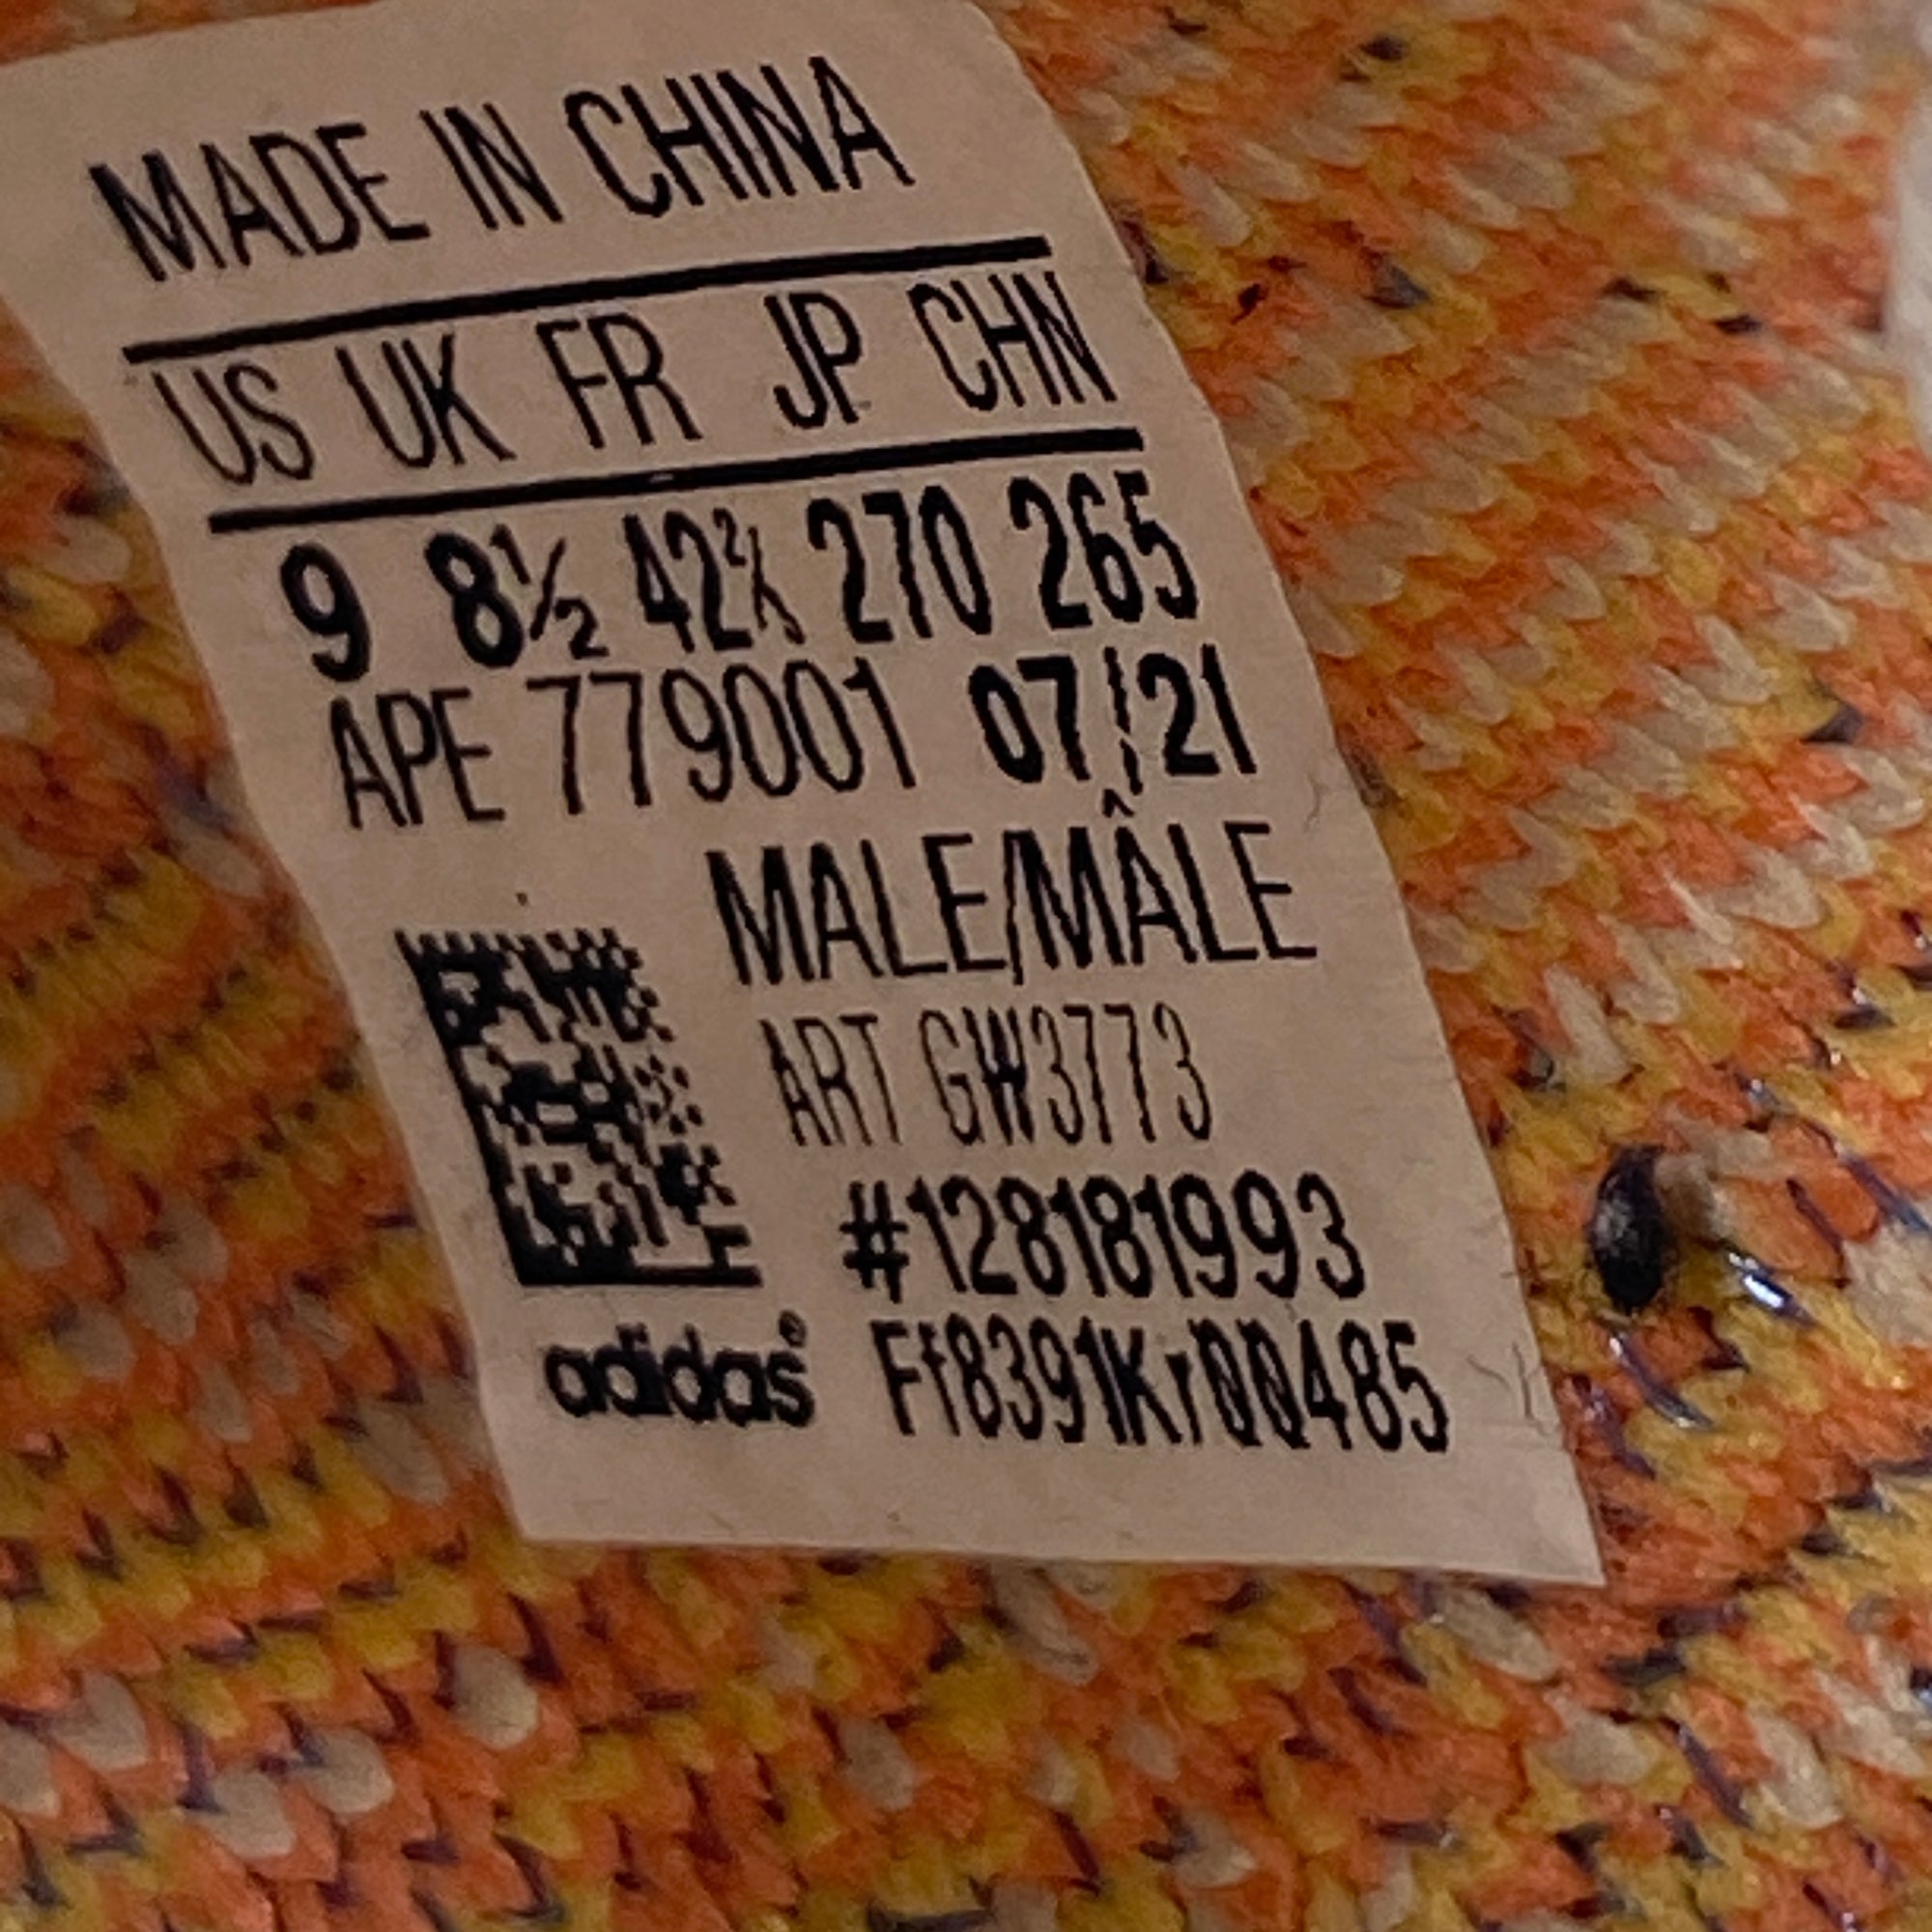 MADE IN CHINA
US UK FR JP CHN
9 8½ 42⅔ 270 265
APE 779001 07/21
MALE/MÂLE
ART GW3773
#128181993
adidas® Ff8391Kr00485